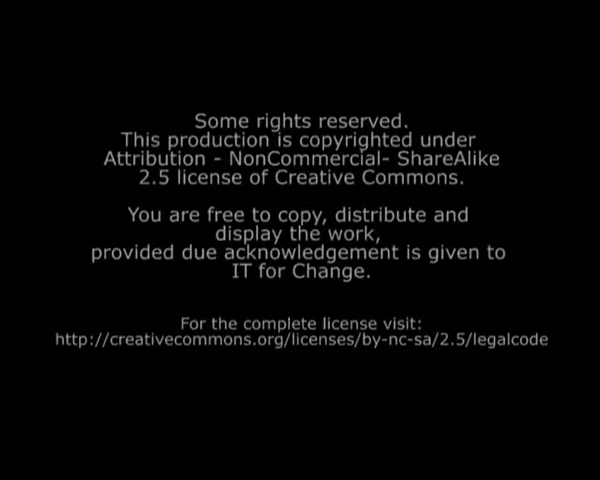 Some rights reserved.
This production is copyrighted under
Attribution - NonCommercial- ShareAlike
2.5 license of Creative Commons.
You are free to copy, distribute and
display the work,
provided due acknowledgement is given to
IT for Change.
For the complete license visit:
http://creativecommons.org/licenses/by-nc-sa/2.5/legalcode